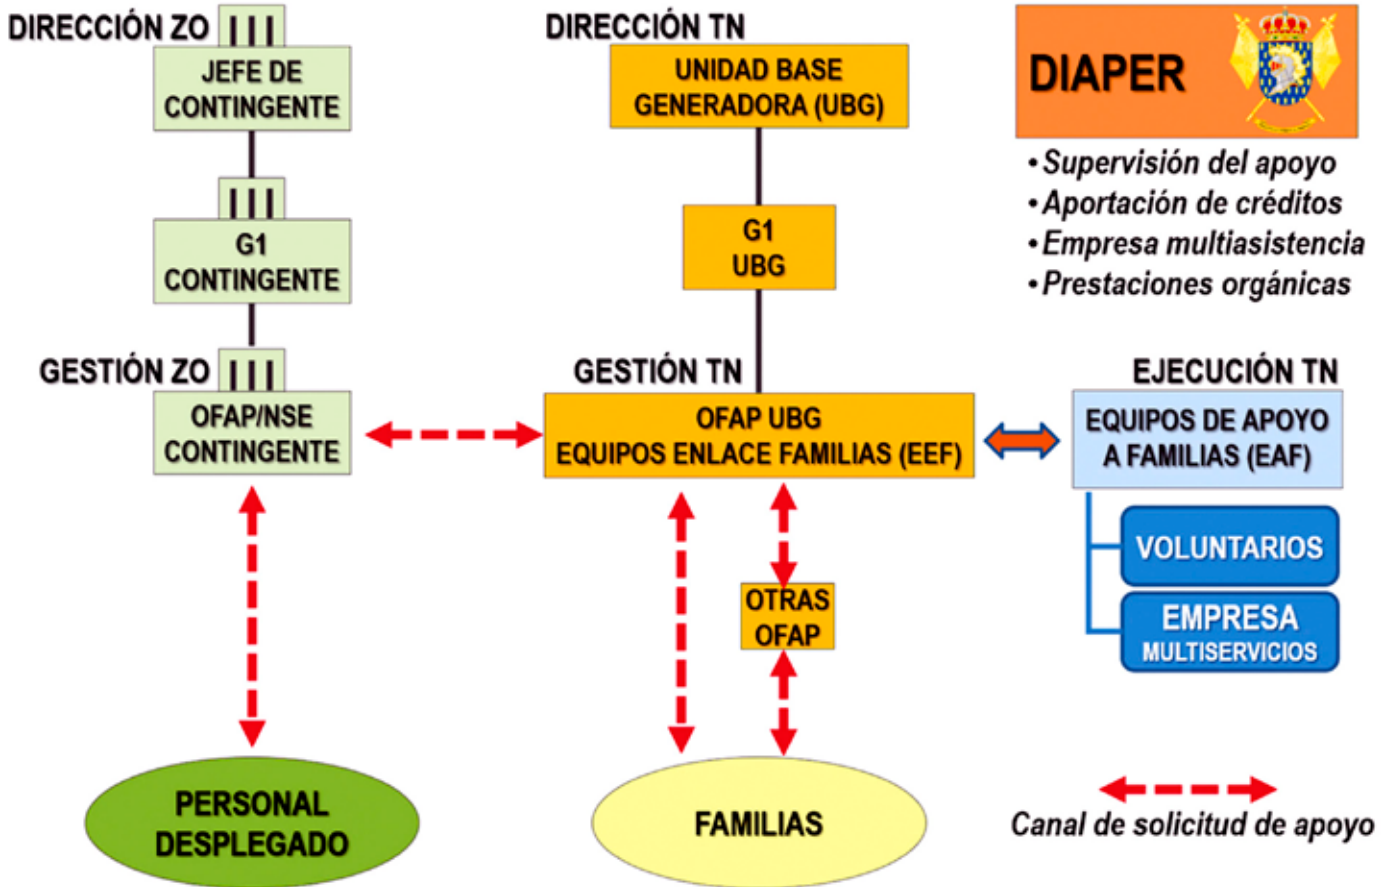 DIRECCIÓN ZO
JEFE DE
CONTINGENTE
G1
CONTINGENTE
GESTIÓN ZO
OFAP/NSE
CONTINGENTE
PERSONAL
DESPLEGADO
DIRECCIÓN TN
UNIDAD BASE
GENERADORA (UBG)
G1
UBG
GESTIÓN TN
OFAP UBG
EQUIPOS ENLACE FAMILIAS (EEF)
OTRAS
OFAP
FAMILIAS
DIAPER
• Supervisión del apoyo
• Aportación de créditos
• Empresa multiasistencia
• Prestaciones orgánicas
EJECUCIÓN TN
EQUIPOS DE APOYO
A FAMILIAS (EAF)
VOLUNTARIOS
EMPRESA
MULTISERVICIOS
Canal de solicitud de apoyo